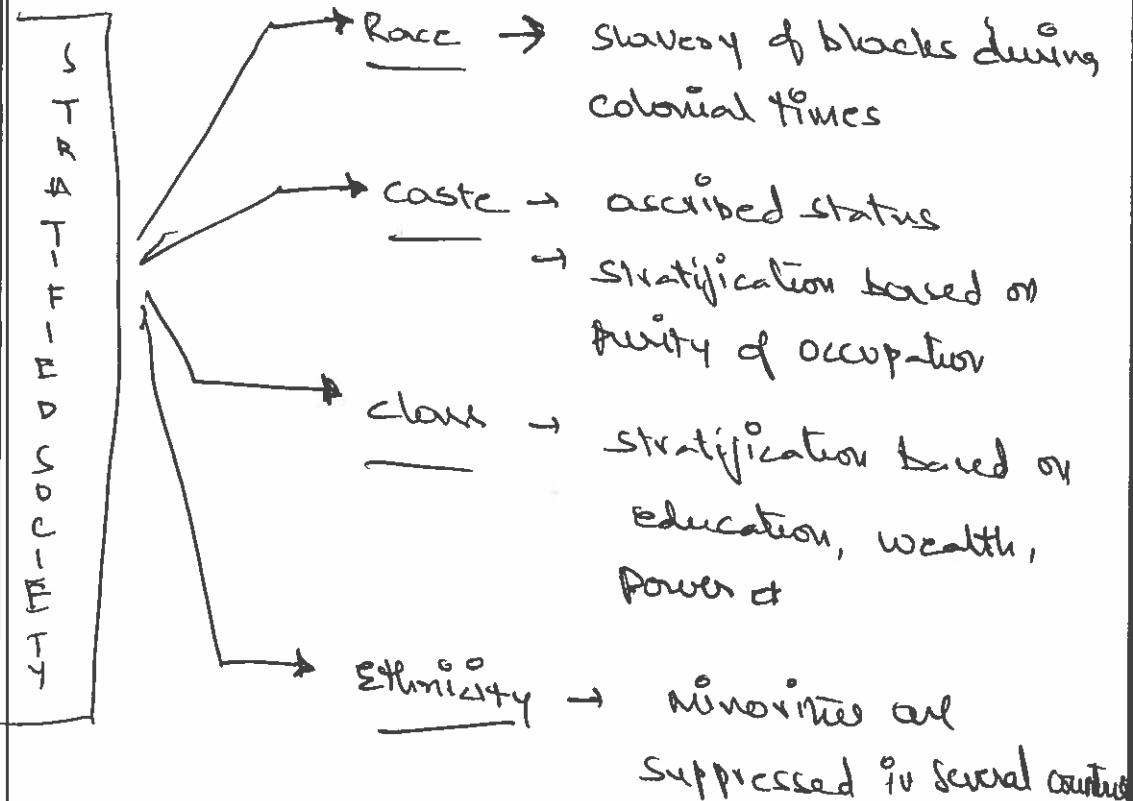 STRATIFIED SOCIETY
Race → Slavery of blacks during
colonial times
Caste → ascribed status
→ stratification based on
purity of occupation
Class → stratification based on
education, wealth,
Power
Ethnicity → Minorities are
suppressed in several